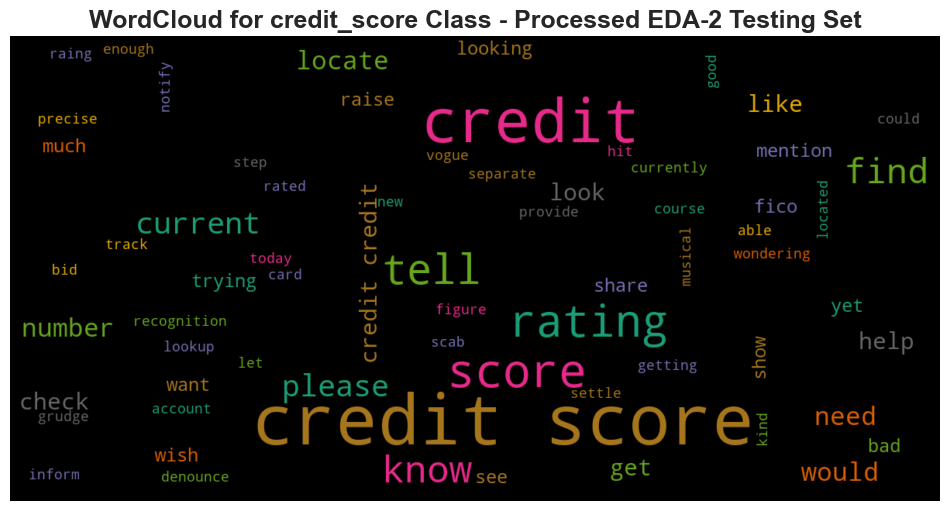 WordCloud for credit_score Class - Processed EDA-2 Testing Set
raing
enough
notify
locate
looking
good
precise
raise
credit
like
could
much
step
vogue
hit
currently
mention
find
rated
separate
look
provide
new
course
fico
located
current
credit credit
track
today
card
tell
musical
able
wondering
bid
trying
share
number
recognition
figure
rating
yet
lookup
scab
getting
show
help
let
want
please
score
settle
check
grudge
account
credit score
kind
need
bad
wish
know
see
get
would
inform
denounce